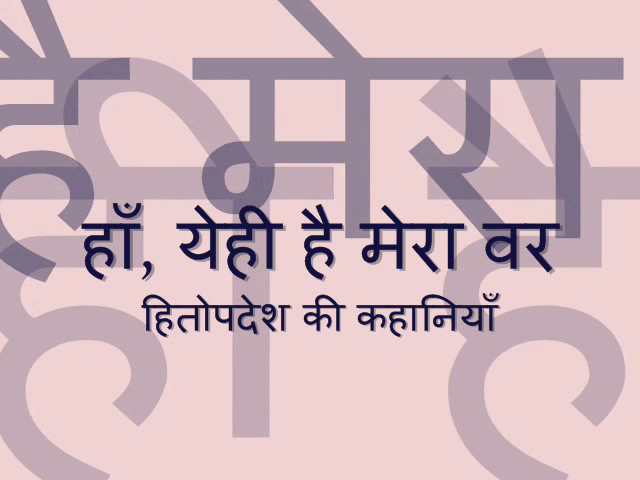 हाँ, येही है मेरा वर
हितोपदेश की कहानियाँ